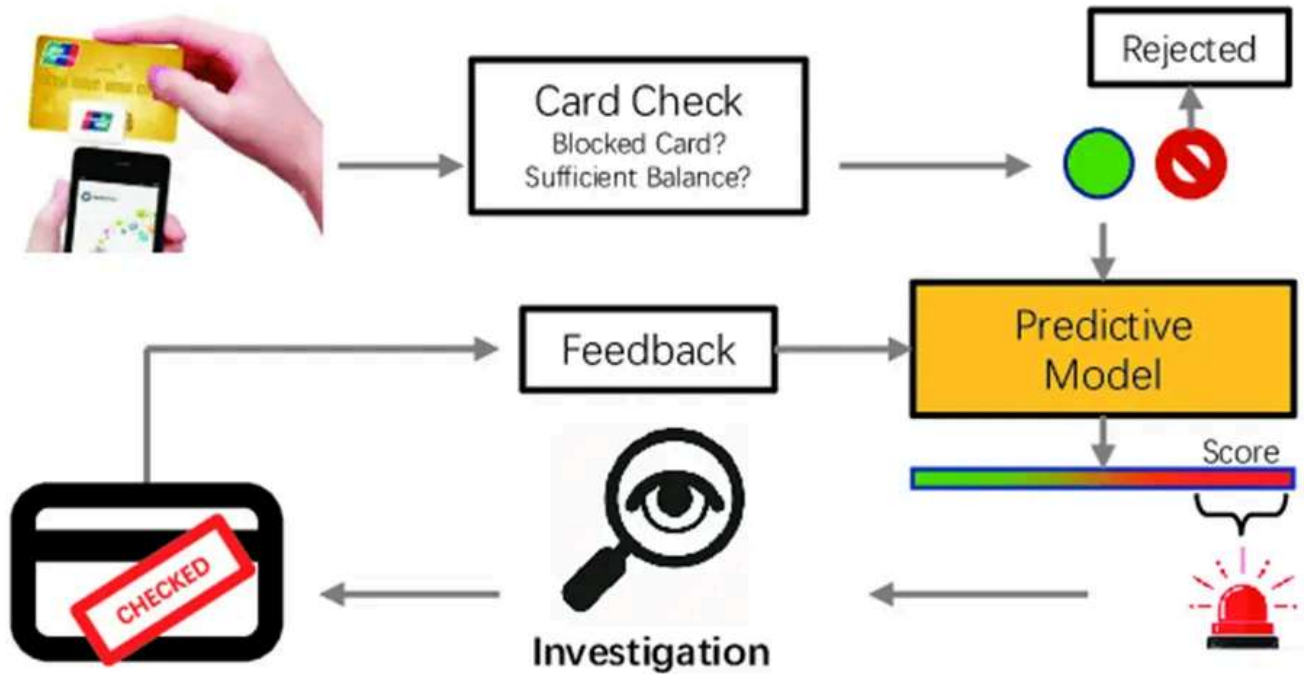 Rejected
Card Check
Blocked Card?
Sufficient Balance?
Feedback
Predictive
Model
Score
CHECKED
Investigation